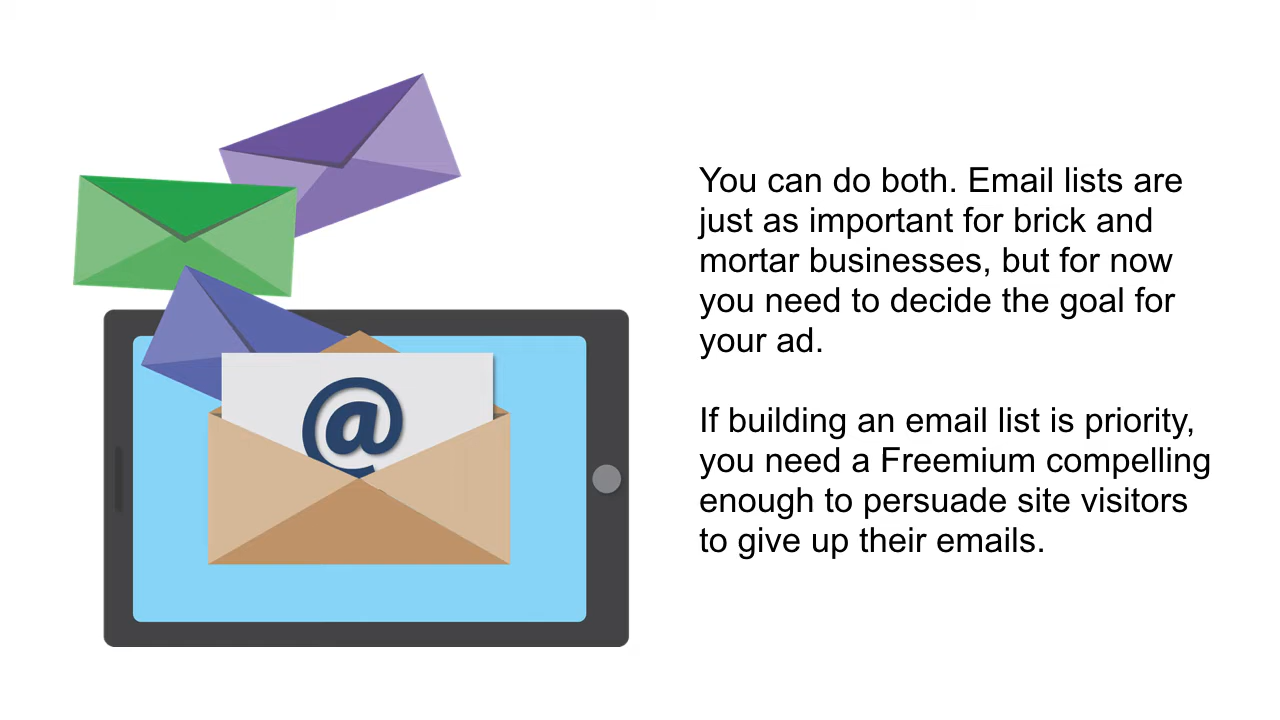 You can do both. Email lists are
just as important for brick and
mortar businesses, but for now
you need to decide the goal for
your ad.
If building an email list is priority,
you need a Freemium compelling
enough to persuade site visitors
to give up their emails.
@